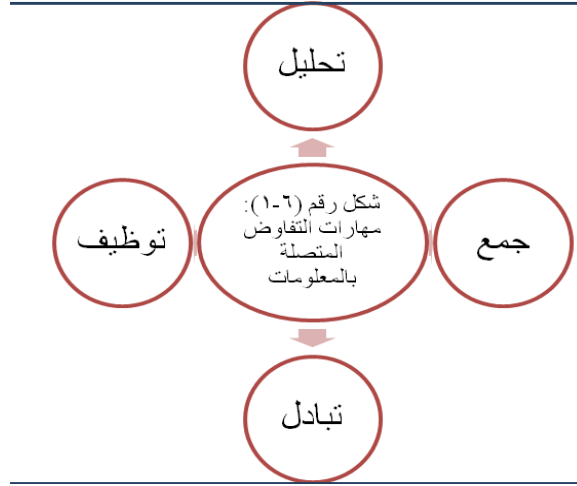 تحليل
شكل رقم (٦-١):
مهارات التفاوض
المتصلة
بالمعلومات
جمع
توظيف
تبادل